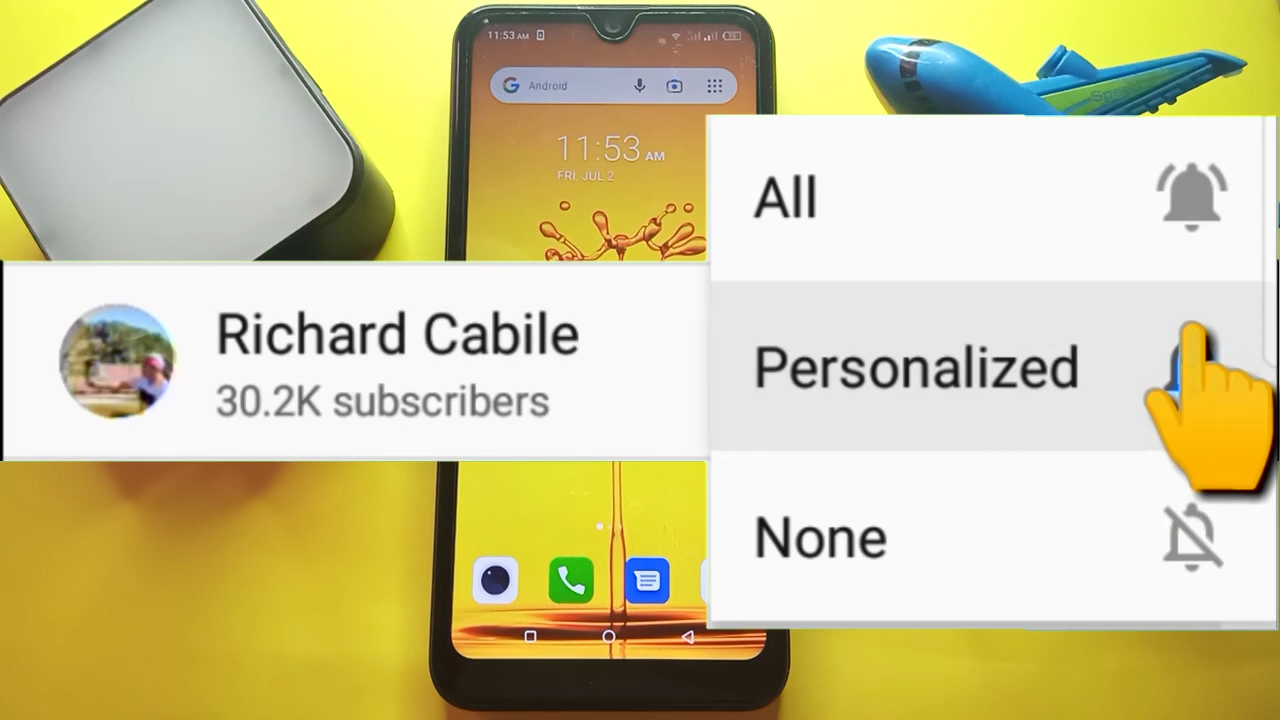 11:53 AM
Android
11:53 AM
FRI, JUL 2
All
Richard Cabile
30.2K subscribers
Personalized
None